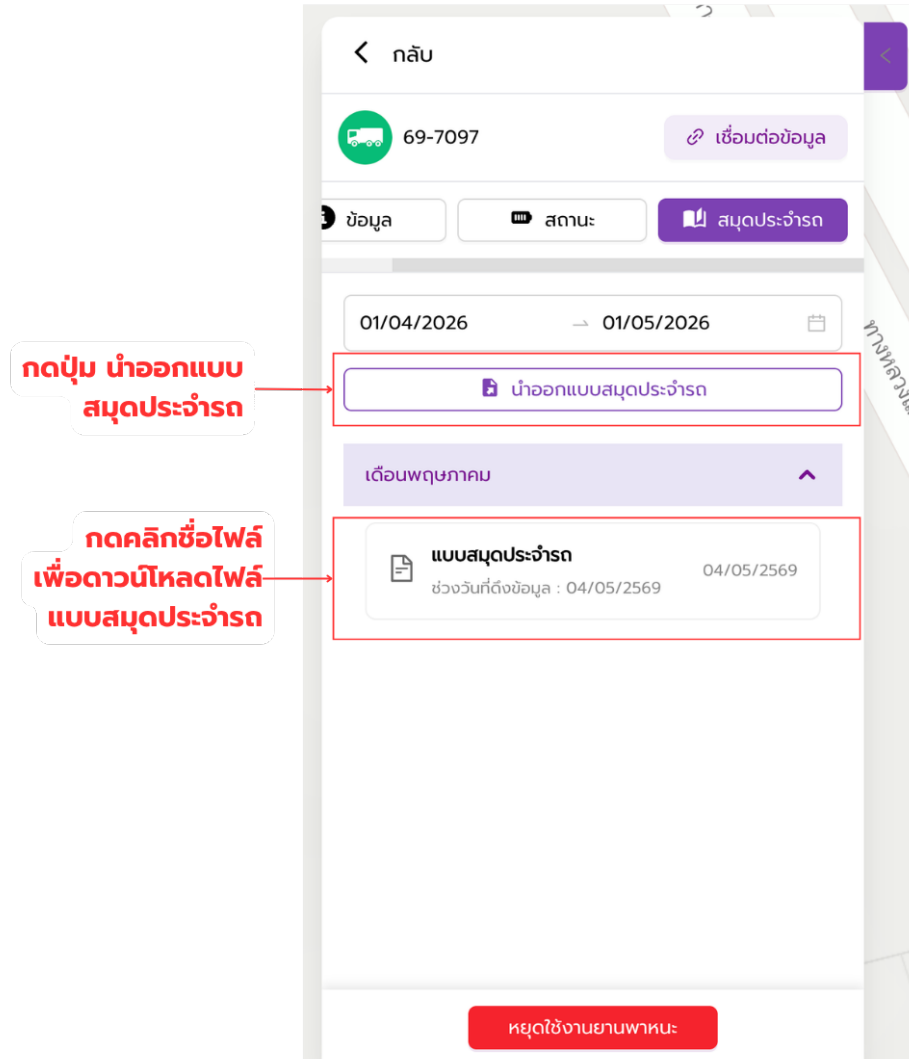 กลับ
<
69-7097
เชื่อมต่อข้อมูล
ข้อมูล
สถานะ
สมุดประจำรถ
01/04/2026 → 01/05/2026
กดปุ่ม นำออกแบบ
สมุดประจำรถ
นำออกแบบสมุดประจำรถ
เดือนพฤษภาคม
กดคลิกชื่อไฟล์
เพื่อดาวน์โหลดไฟล์
แบบสมุดประจำรถ
แบบสมุดประจำรถ
ช่วงวันที่ดึงข้อมูล : 04/05/2569
04/05/2569
หยุดใช้งานยานพาหนะ